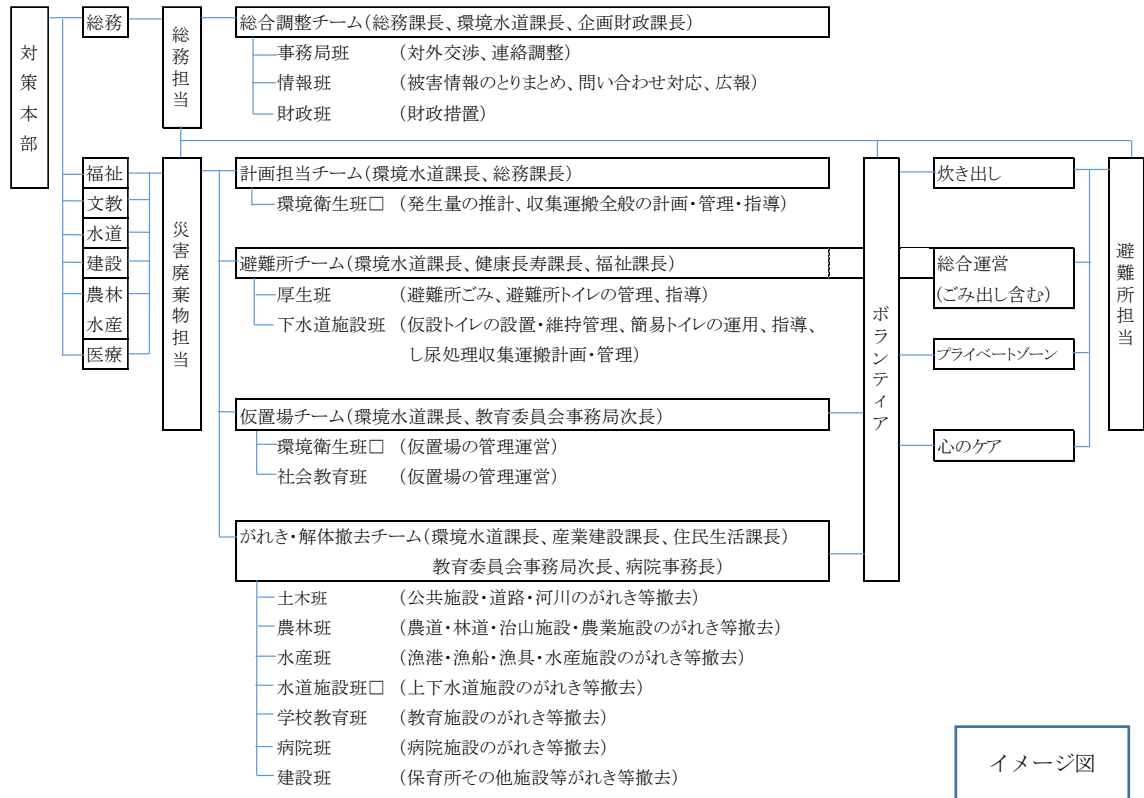 対策本部
総務
総務担当
総合調整チーム(総務課長、環境水道課長、企画財政課長)
事務局班 (対外交渉、連絡調整)
情報班 (被害情報のとりまとめ、問い合わせ対応、広報)
財政班 (財政措置)
福祉
文教
水道
建設
農林
水産
医療
災害廃棄物担当
計画担当チーム(環境水道課長、総務課長)
環境衛生班□ (発生量の推計、収集運搬全般の計画・管理・指導)
避難所チーム(環境水道課長、健康長寿課長、福祉課長)
厚生班 (避難所ごみ、避難所トイレの管理、指導)
下水道施設班 (仮設トイレの設置・維持管理、簡易トイレの運用、指導、
し尿処理収集運搬計画・管理)
仮置場チーム(環境水道課長、教育委員会事務局次長)
環境衛生班□ (仮置場の管理運営)
社会教育班 (仮置場の管理運営)
がれき・解体撤去チーム(環境水道課長、産業建設課長、住民生活課長)
教育委員会事務局次長、病院事務長)
土木班 (公共施設・道路・河川のがれき等撤去)
農林班 (農道・林道・治山施設・農業施設のがれき等撤去)
水産班 (漁港・漁船・漁具・水産施設のがれき等撤去)
水道施設班□ (上下水道施設のがれき等撤去)
学校教育班 (教育施設のがれき等撤去)
病院班 (病院施設のがれき等撤去)
建設班 (保育所その他施設等がれき等撤去)
ボランティア
炊き出し
総合運営
(ごみ出し含む)
プライベートゾーン
心のケア
避難所担当
イメージ図